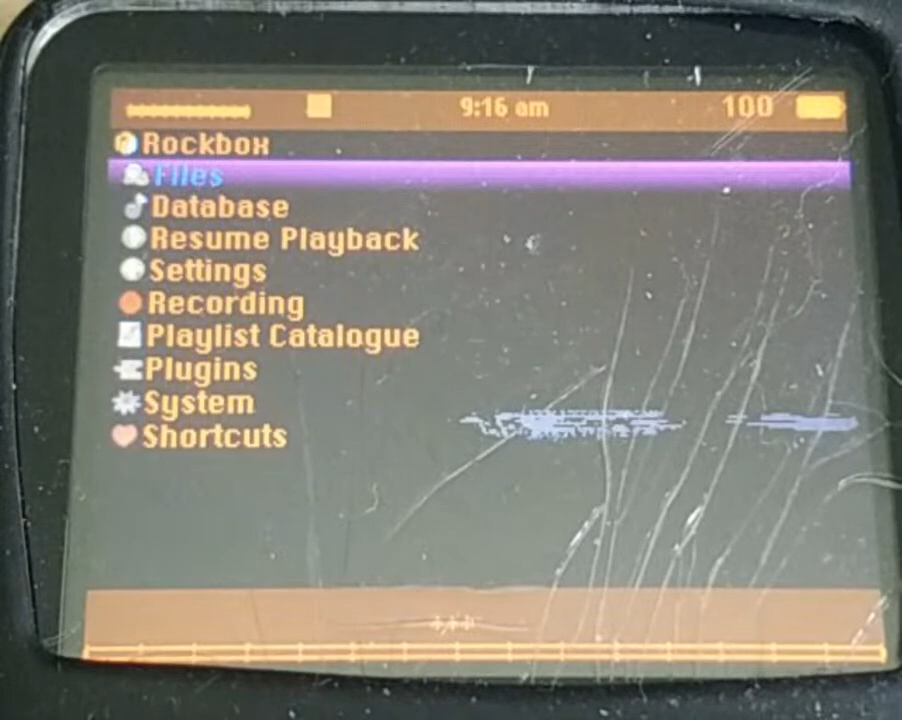 9:16 am 100
Rockbox
Files
Database
Resume Playback
Settings
Recording
Playlist Catalogue
Plugins
System
Shortcuts